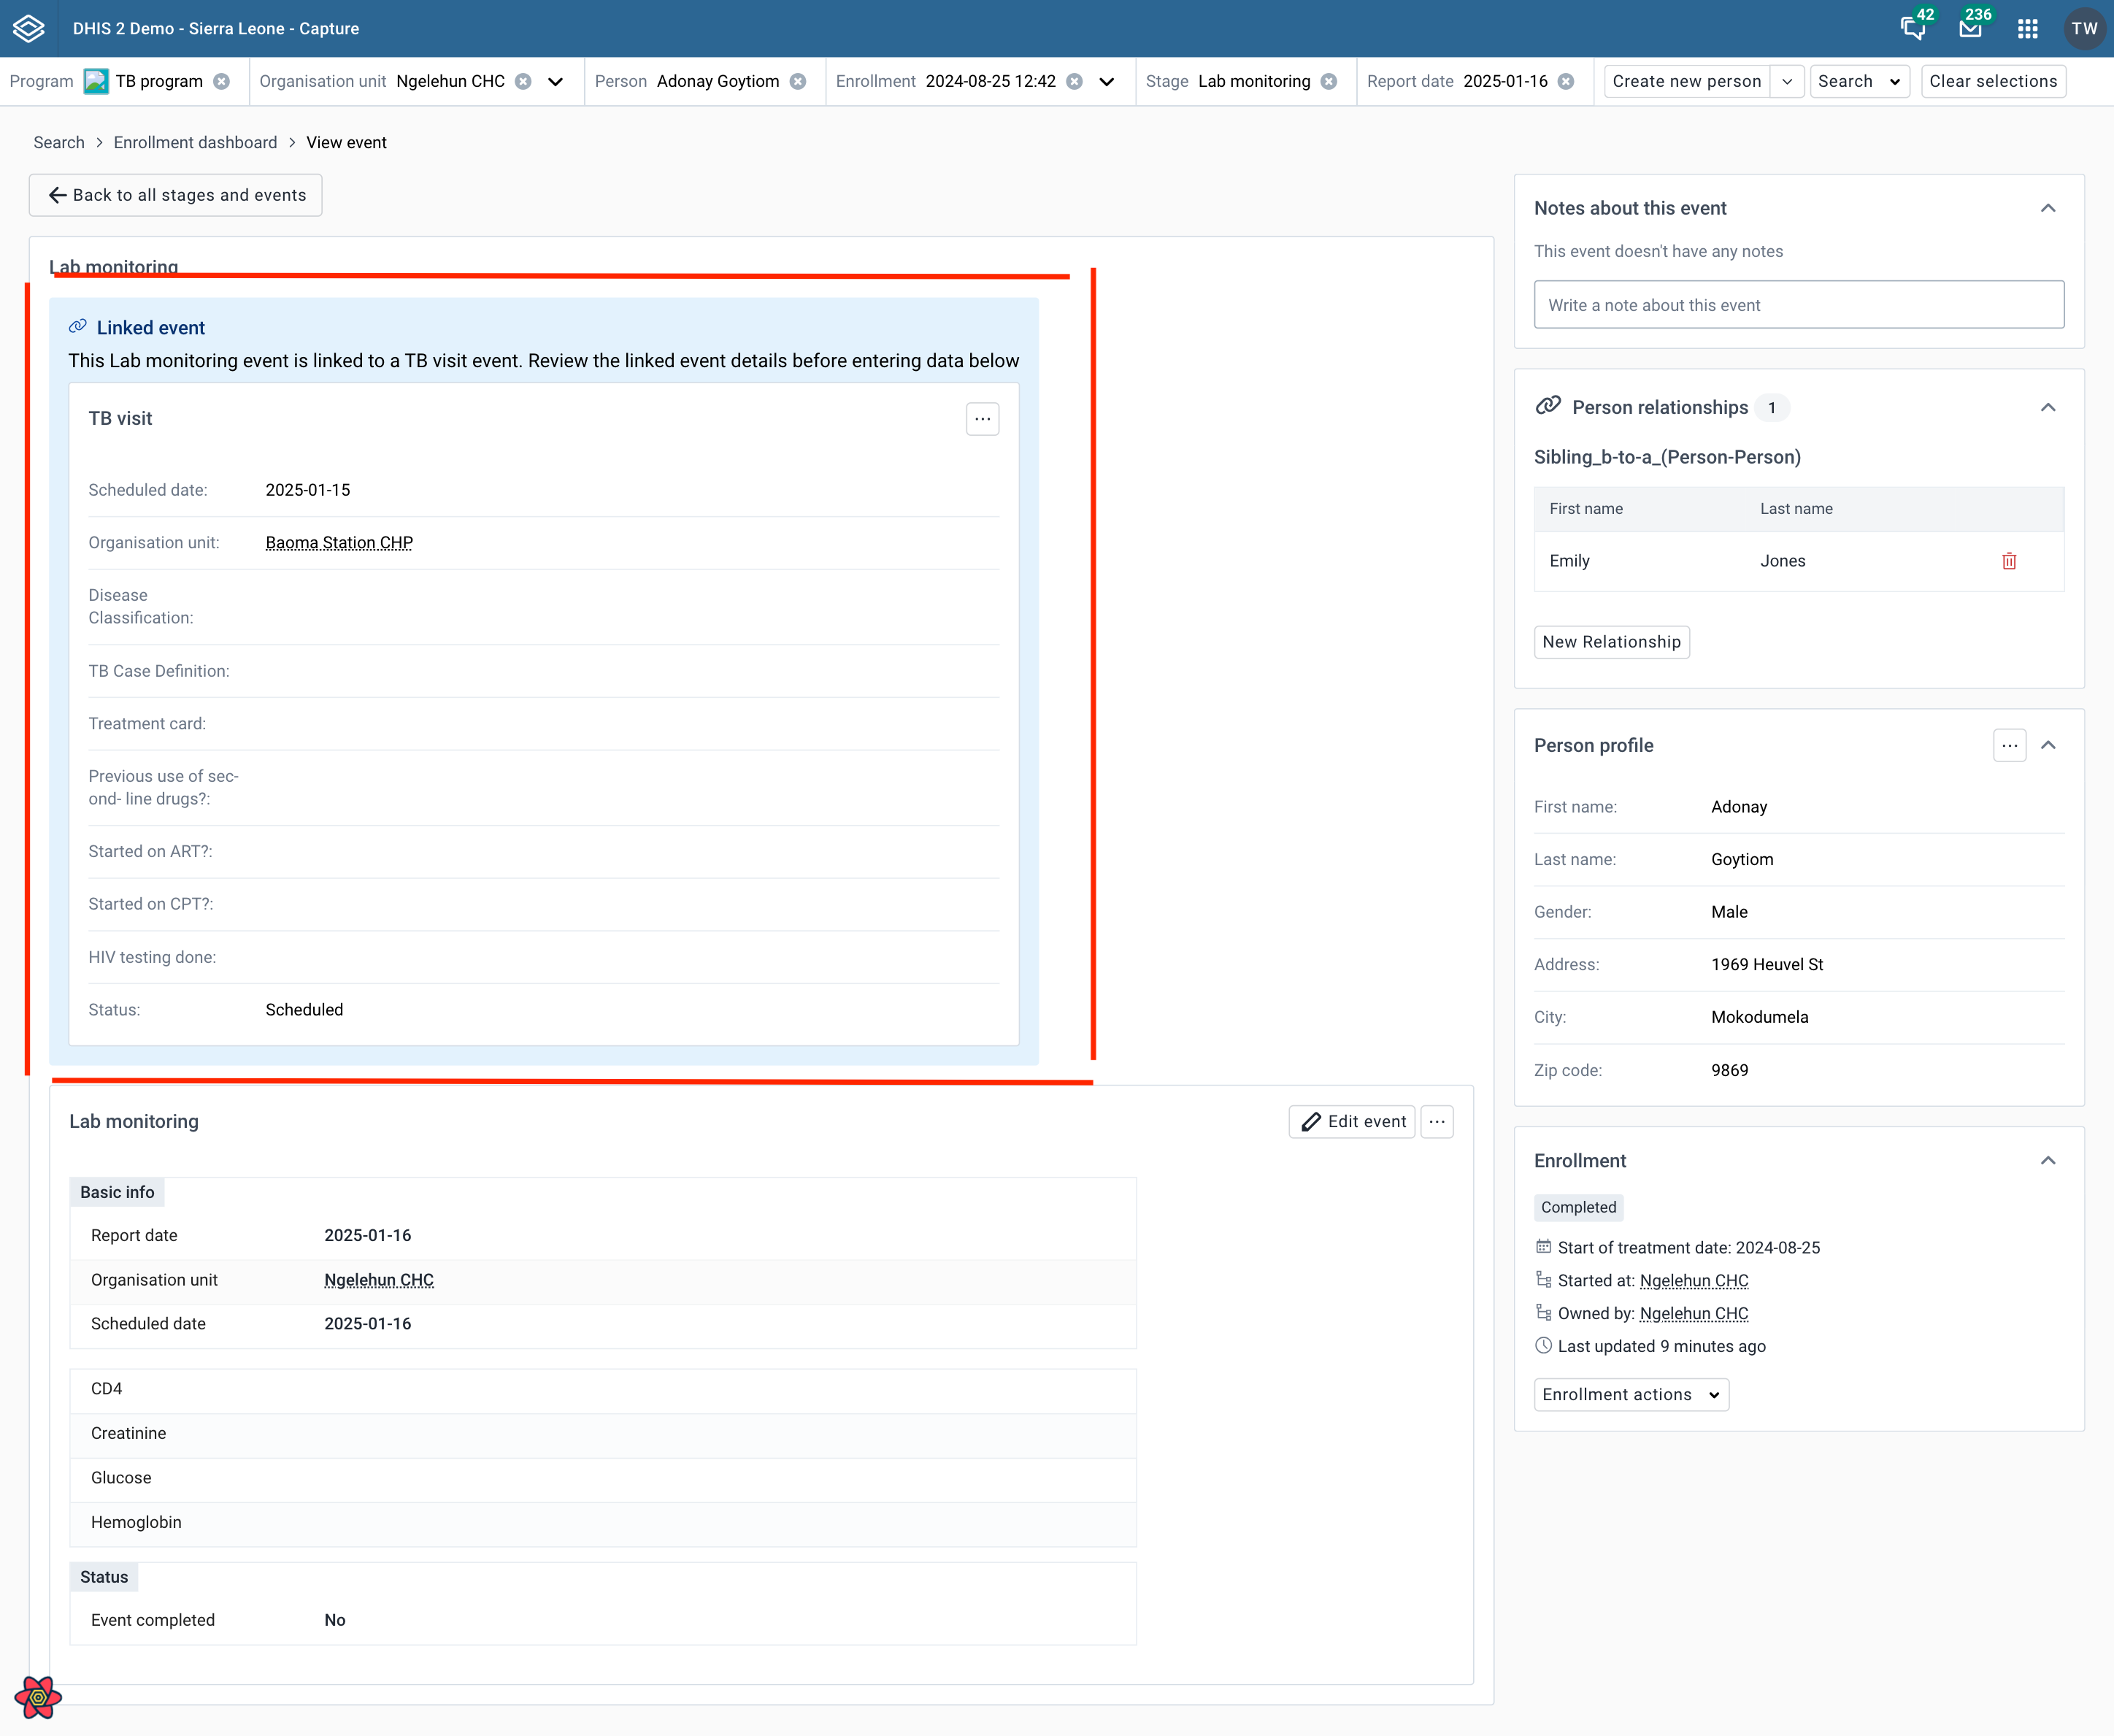 DHIS 2 Demo - Sierra Leone - Capture
42
236
TW
Program TB program
Organisation unit Ngelehun CHC
Person Adonay Goytiom
Enrollment 2024-08-25 12:42
Stage Lab monitoring
Report date 2025-01-16
Create new person
Search
Clear selections
Search > Enrollment dashboard > View event
Back to all stages and events
Lab monitoring
Linked event
This Lab monitoring event is linked to a TB visit event. Review the linked event details before entering data below
TB visit
Scheduled date: 2025-01-15
Organisation unit: Baoma Station CHP
Disease
Classification:
TB Case Definition:
Treatment card:
Previous use of sec-
ond- line drugs?:
Started on ART?:
Started on CPT?:
HIV testing done:
Status: Scheduled
Lab monitoring
Edit event
Basic info
Report date 2025-01-16
Organisation unit Ngelehun CHC
Scheduled date 2025-01-16
CD4
Creatinine
Glucose
Hemoglobin
Status
Event completed No
Notes about this event
This event doesn't have any notes
Write a note about this event
Person relationships 1
Sibling_b-to-a_(Person-Person)
First name Last name
Emily Jones
New Relationship
Person profile
First name: Adonay
Last name: Goytiom
Gender: Male
Address: 1969 Heuvel St
City: Mokodumela
Zip code: 9869
Enrollment
Completed
Start of treatment date: 2024-08-25
Started at: Ngelehun CHC
Owned by: Ngelehun CHC
Last updated 9 minutes ago
Enrollment actions